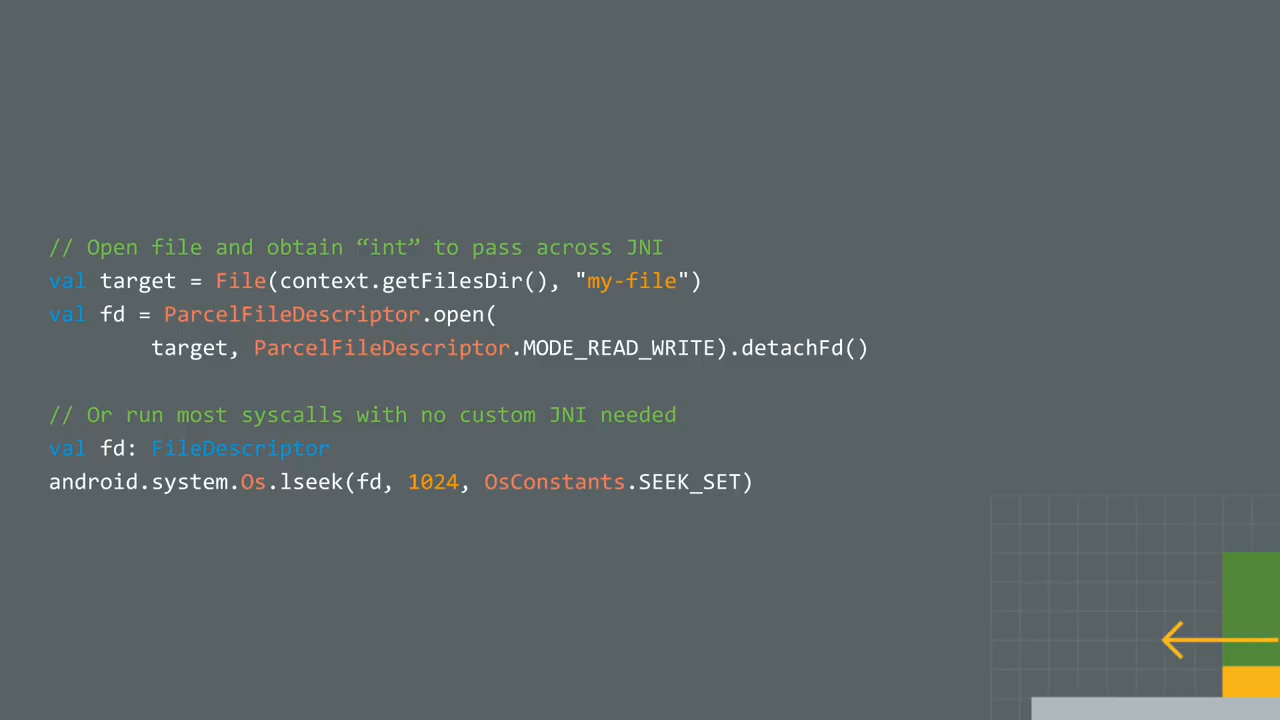 // Open file and obtain “int” to pass across JNI
val target = File(context.getFilesDir(), "my-file")
val fd = ParcelFileDescriptor.open(
target, ParcelFileDescriptor.MODE_READ_WRITE).detachFd()
// Or run most syscalls with no custom JNI needed
val fd: FileDescriptor
android.system.Os.lseek(fd, 1024, OsConstants.SEEK_SET)